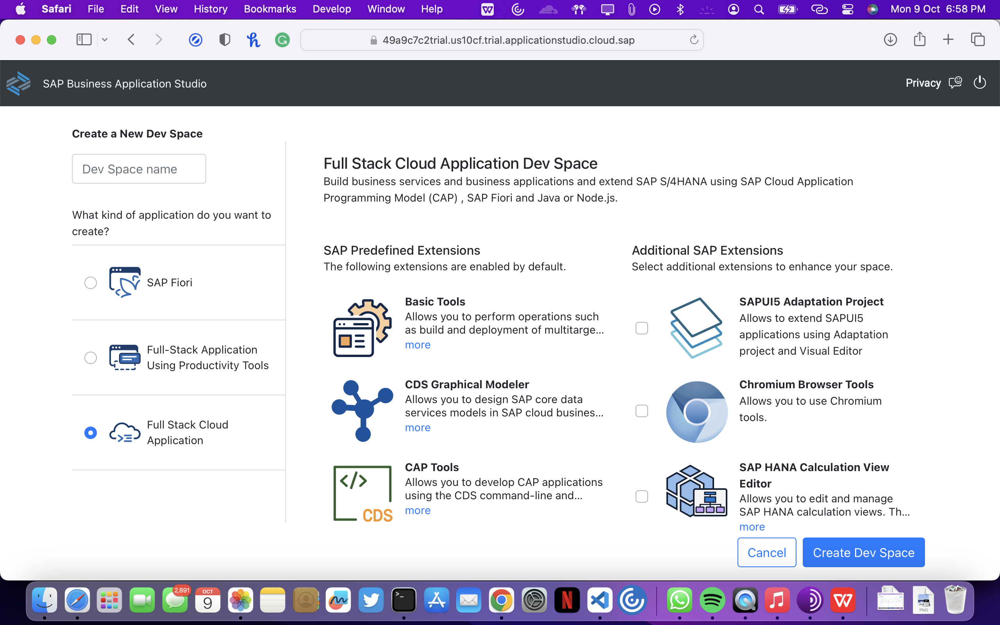 Safari File Edit View History Bookmarks Develop Window Help Mon 9 Oct 6:58 PM
49a9c7c2trial.us10cf.trial.applicationstudio.cloud.sap
SAP Business Application Studio
Privacy
Create a New Dev Space
Dev Space name
What kind of application do you want to
create?
SAP Fiori
Full-Stack Application
Using Productivity Tools
Full Stack Cloud
Application
Full Stack Cloud Application Dev Space
Build business services and business applications and extend SAP S/4HANA using SAP Cloud Application
Programming Model (CAP) , SAP Fiori and Java or Node.js.
SAP Predefined Extensions
The following extensions are enabled by default.
Basic Tools
Allows you to perform operations such
as build and deployment of multitarge...
more
CDS Graphical Modeler
Allows you to design SAP core data
services models in SAP cloud busines...
more
</>
CDS
CAP Tools
Allows you to develop CAP applications
using the CDS command-line and...
more
Additional SAP Extensions
Select additional extensions to enhance your space.
SAPUI5 Adaptation Project
Allows to extend SAPUI5
applications using Adaptation
project and Visual Editor
Chromium Browser Tools
Allows you to use Chromium
tools.
SAP HANA Calculation View
Editor
Allows you to edit and manage
SAP HANA calculation views. Th...
more
Cancel
Create Dev Space
2,891
OCT
9
PNG